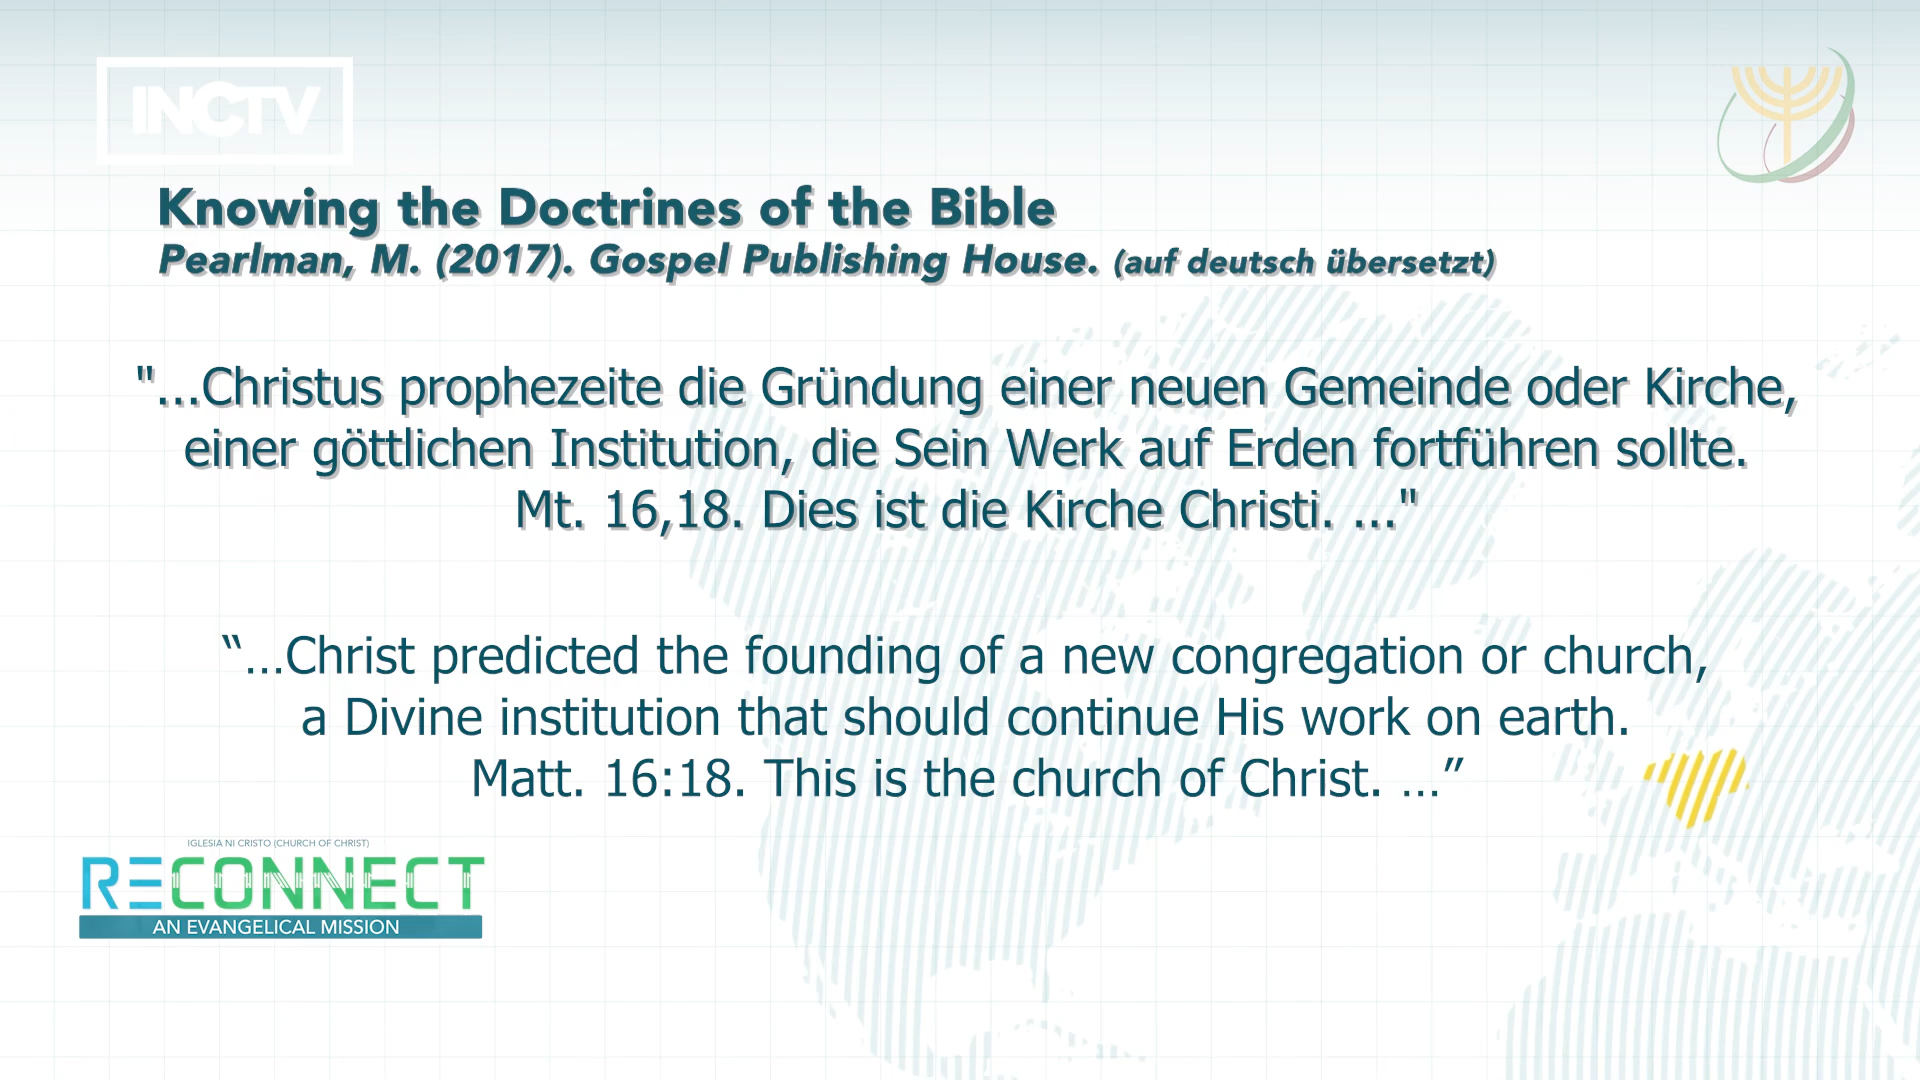 INCTV
Knowing the Doctrines of the Bible
Pearlman, M. (2017). Gospel Publishing House. (auf deutsch übersetzt)
"...Christus prophezeite die Gründung einer neuen Gemeinde oder Kirche,
einer göttlichen Institution, die Sein Werk auf Erden fortführen sollte.
Mt. 16,18. Dies ist die Kirche Christi. ..."
“...Christ predicted the founding of a new congregation or church,
a Divine institution that should continue His work on earth.
Matt. 16:18. This is the church of Christ. ...”
IGLESIA NI CRISTO (CHURCH OF CHRIST)
RECONNECT
AN EVANGELICAL MISSION